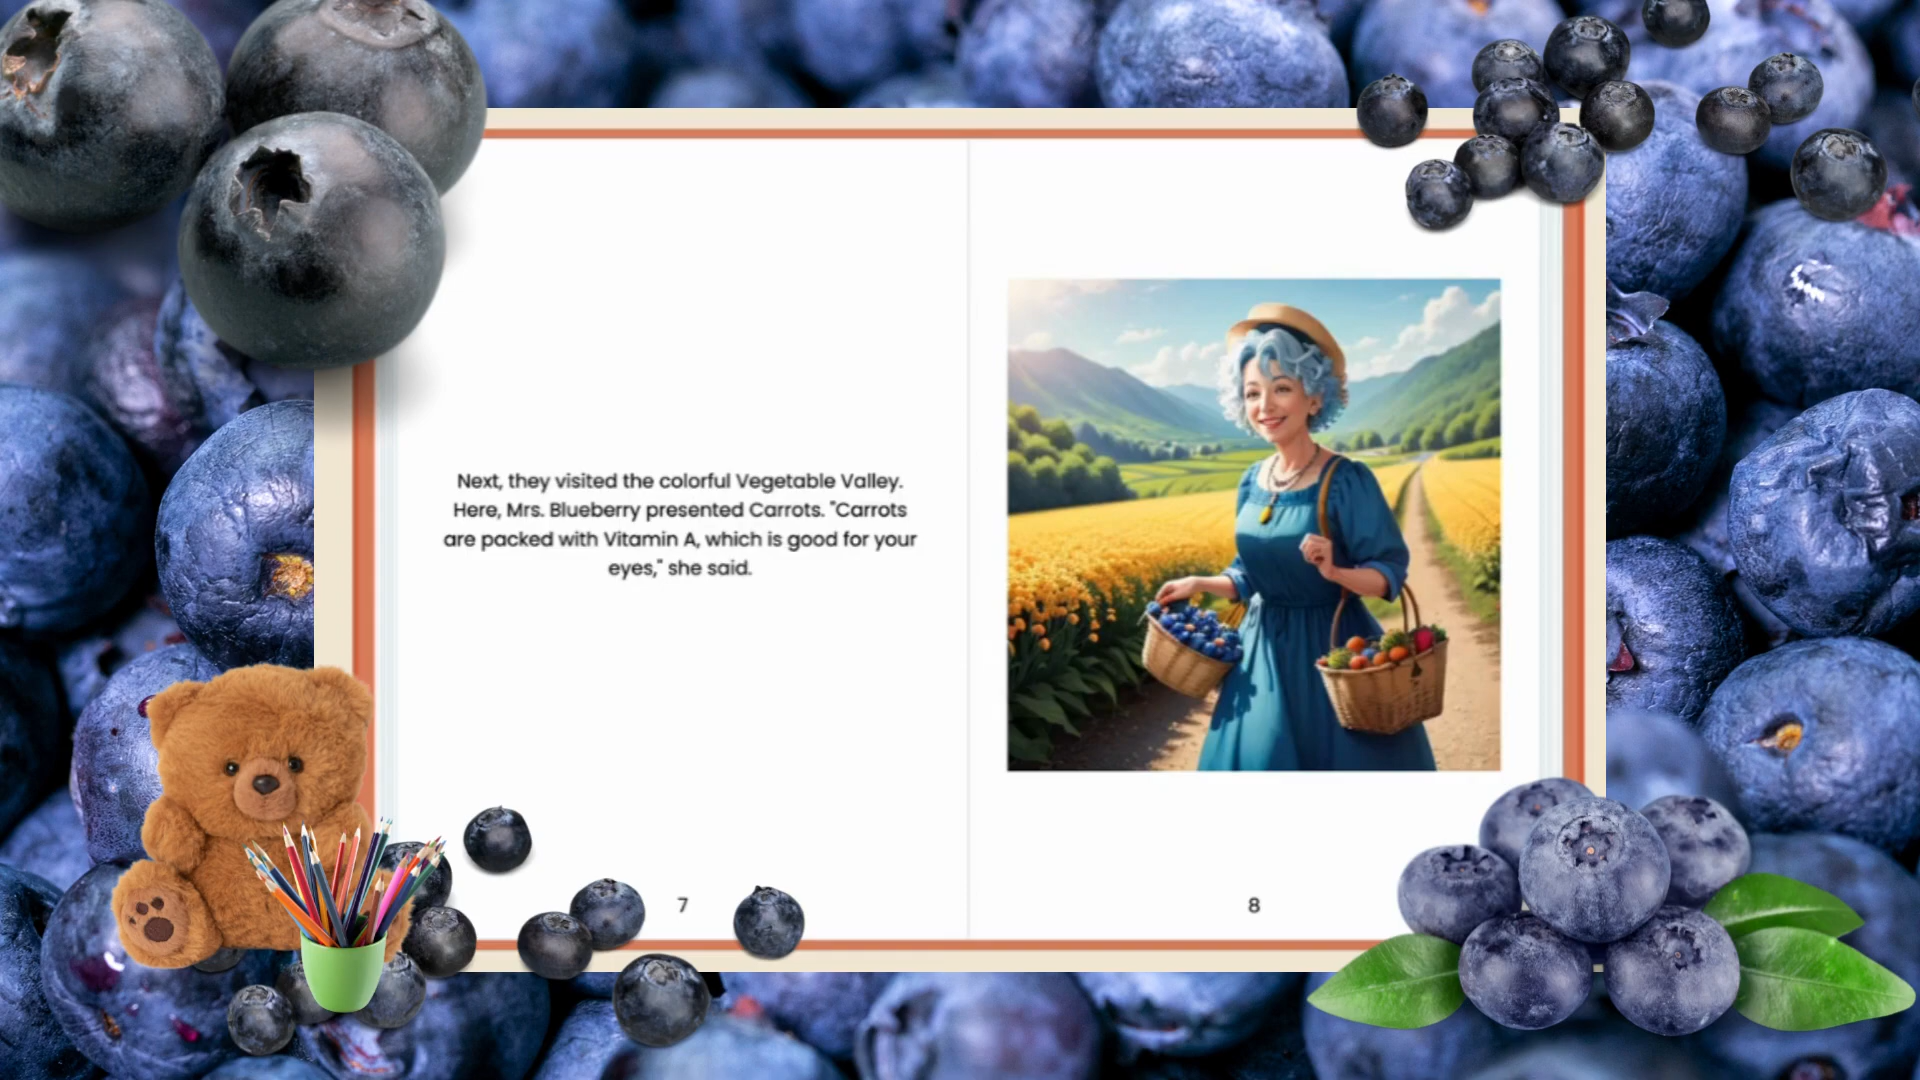 Next, they visited the colorful Vegetable Valley.
Here, Mrs. Blueberry presented Carrots. "Carrots
are packed with Vitamin A, which is good for your
eyes," she said.
7
8